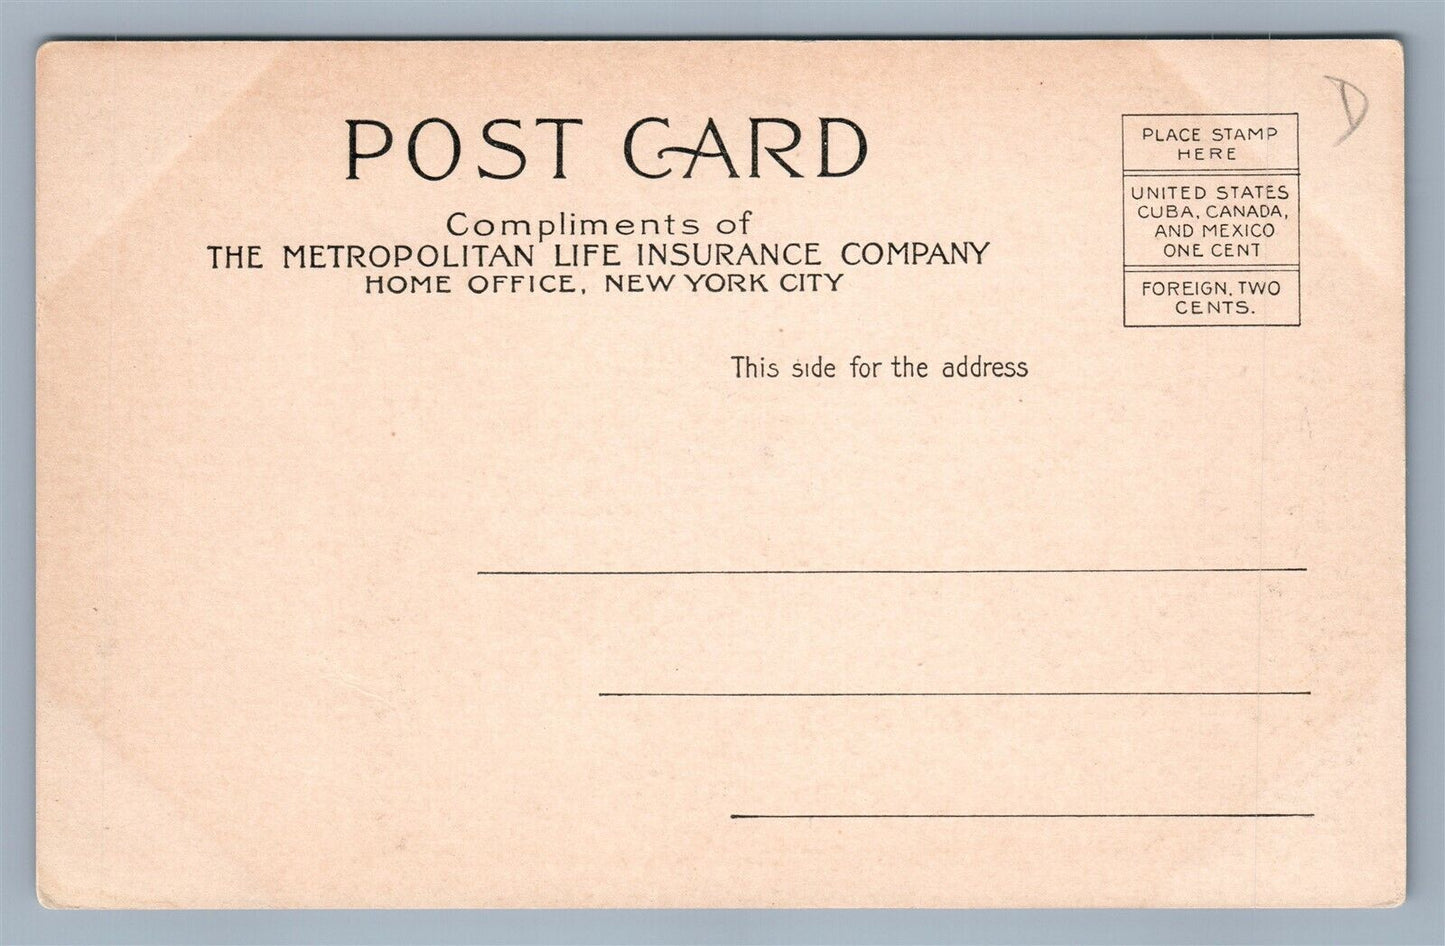 POST CARD
Compliments of
THE METROPOLITAN LIFE INSURANCE COMPANY
HOME OFFICE, NEW YORK CITY
This side for the address
PLACE STAMP
HERE
UNITED STATES
CUBA, CANADA,
AND MEXICO
ONE CENT
FOREIGN, TWO
CENTS.
D